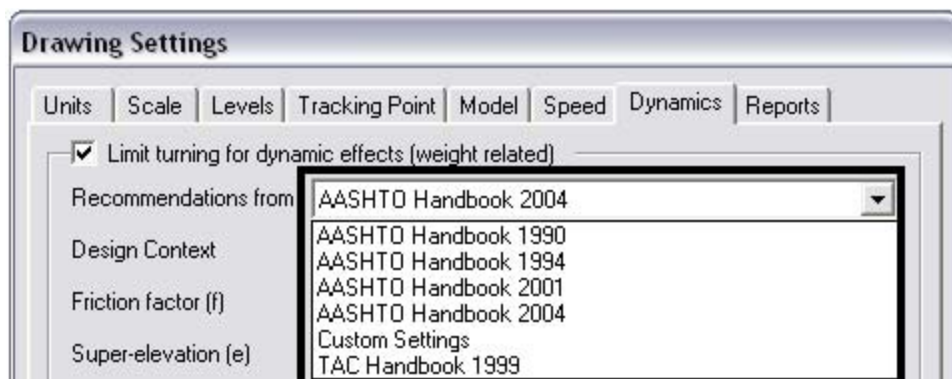 Drawing Settings
Units Scale Levels Tracking Point Model Speed Dynamics Reports
Limit turning for dynamic effects (weight related)
Recommendations from AASHTO Handbook 2004
AASHTO Handbook 1990
Design Context
AASHTO Handbook 1994
AASHTO Handbook 2001
Friction factor (f)
AASHTO Handbook 2004
Custom Settings
Super-elevation (e)
TAC Handbook 1999